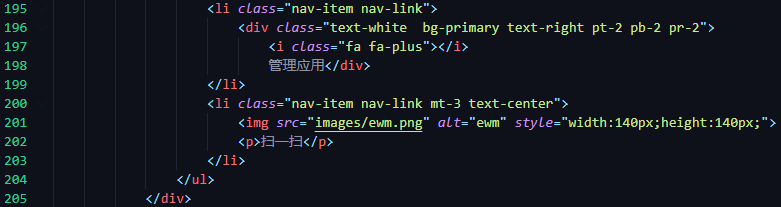 195 <li class="nav-item nav-link">
196 <div class="text-white  bg-primary text-right pt-2 pb-2 pr-2">
197 <i class="fa fa-plus"></i>
198 管理应用</div>
199 </li>
200 <li class="nav-item nav-link mt-3 text-center">
201 <img src="images/ewm.png" alt="ewm" style="width:140px;height:140px;">
202 <p>扫一扫</p>
203 </li>
204 </ul>
205 </div>